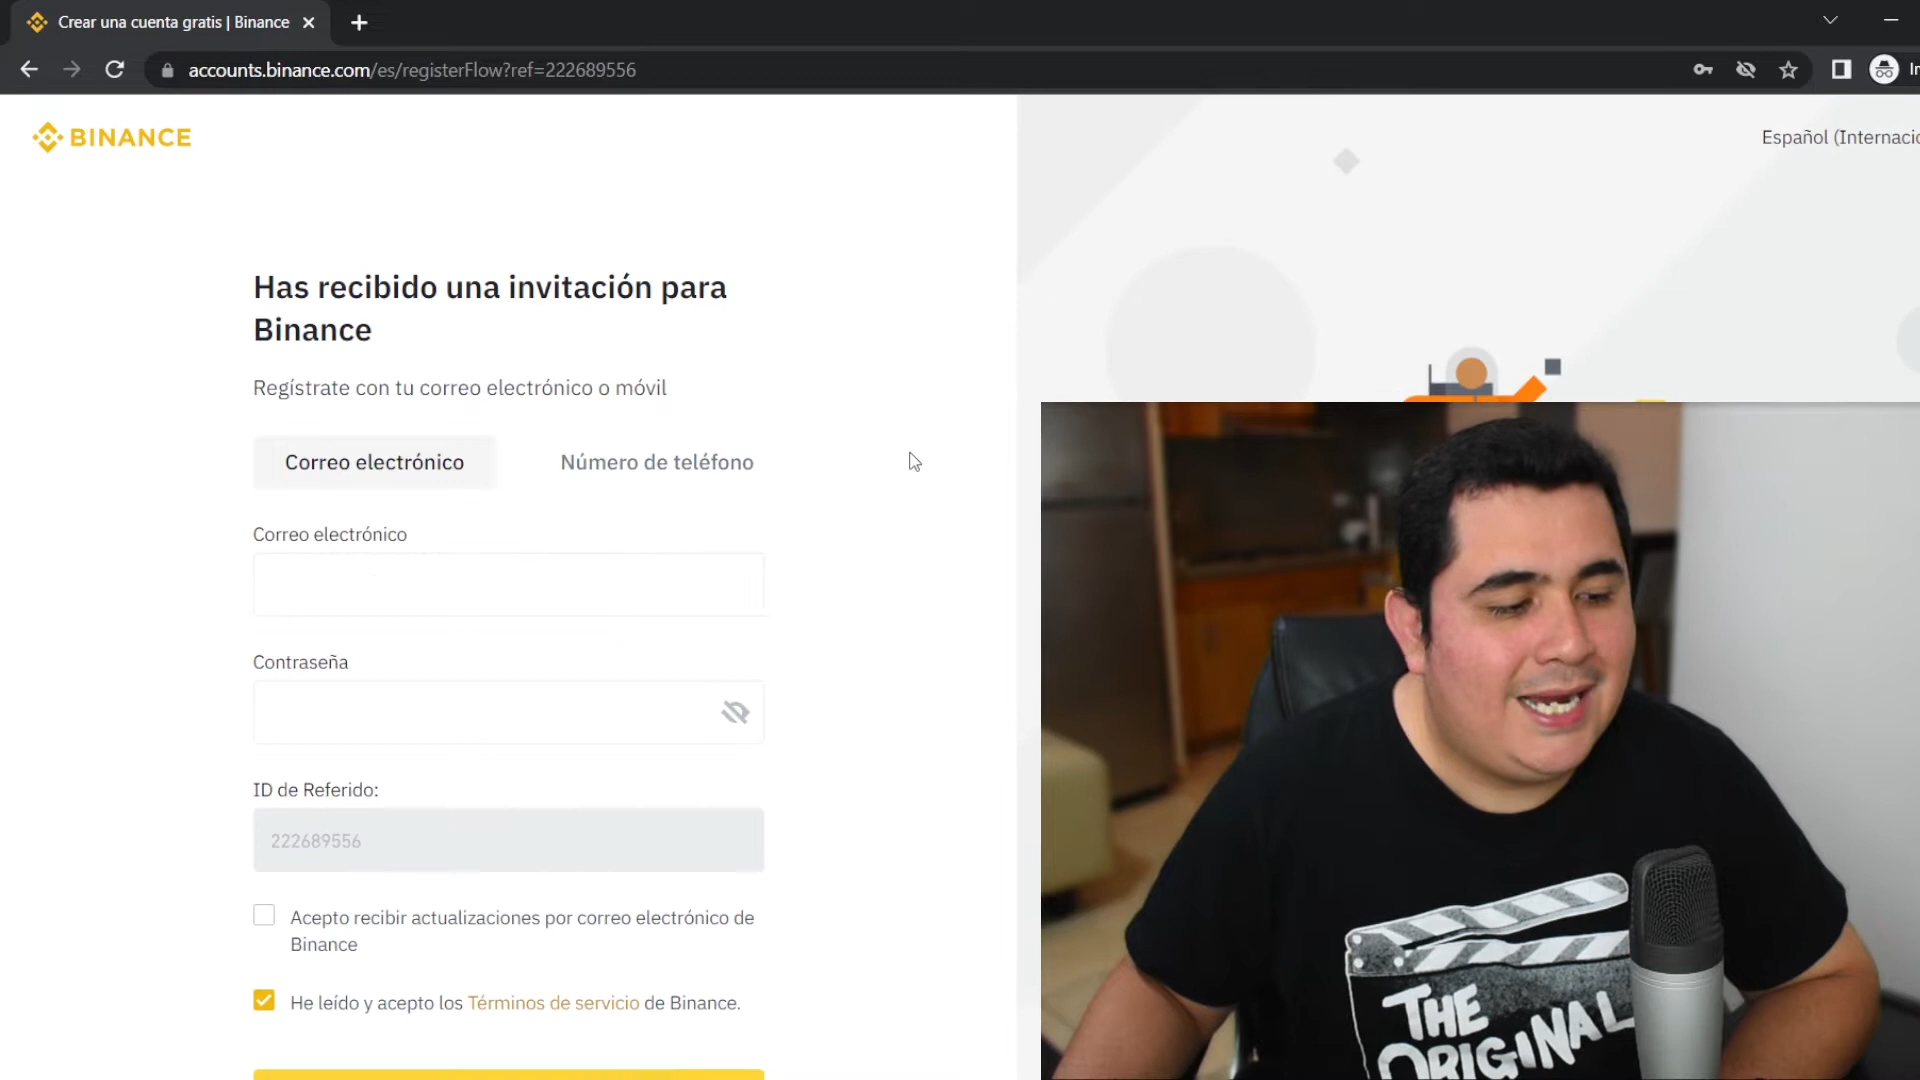 Crear una cuenta gratis | Binance
accounts.binance.com/es/registerFlow?ref=222689556
BINANCE
Has recibido una invitación para
Binance
Regístrate con tu correo electrónico o móvil
Correo electrónico
Número de teléfono
Correo electrónico
Contraseña
ID de Referido:
222689556
Acepto recibir actualizaciones por correo electrónico de
Binance
He leído y acepto los Términos de servicio de Binance.
Español (Internacio
THE
ORIGINAL